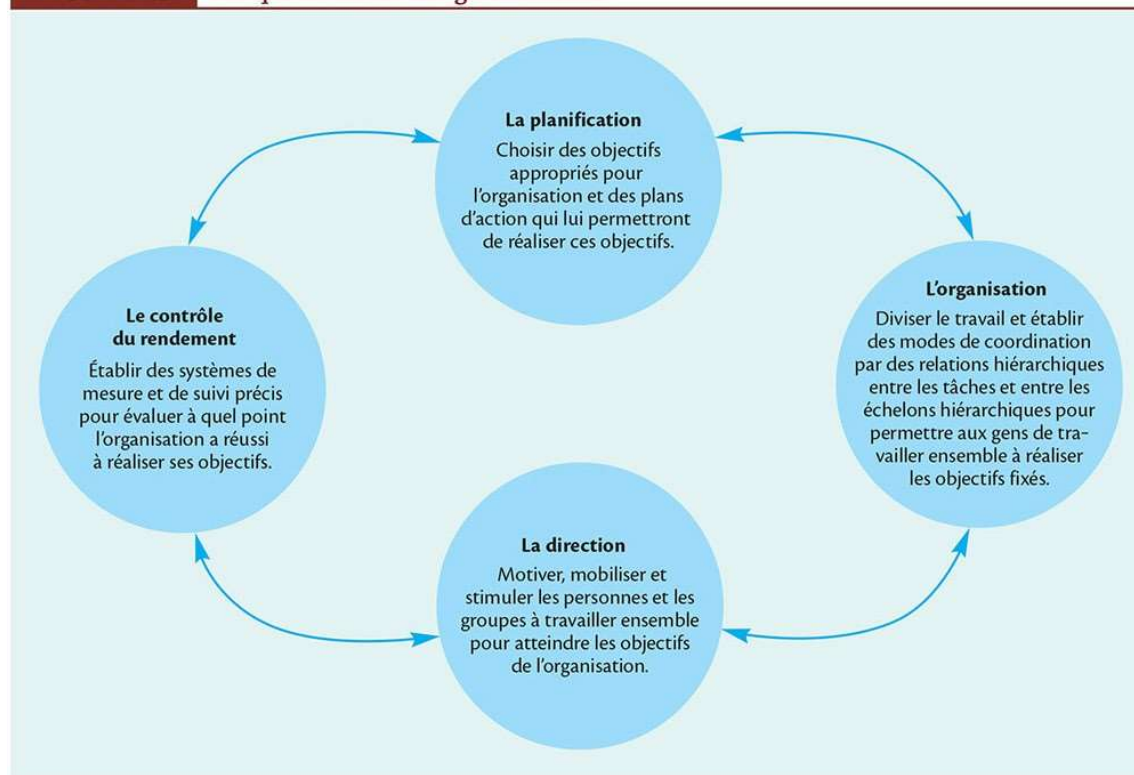 La planification
Choisir des objectifs
appropriés pour
l'organisation et des plans
d'action qui lui permettront
de réaliser ces objectifs.
L'organisation
Diviser le travail et établir
des modes de coordination
par des relations hiérarchiques
entre les tâches et entre les
échelons hiérarchiques pour
permettre aux gens de tra-
vailler ensemble à réaliser
les objectifs fixés.
Le contrôle
du rendement
Établir des systèmes de
mesure et de suivi précis
pour évaluer à quel point
l'organisation a réussi
à réaliser ses objectifs.
La direction
Motiver, mobiliser et
stimuler les personnes et les
groupes à travailler ensemble
pour atteindre les objectifs
de l'organisation.